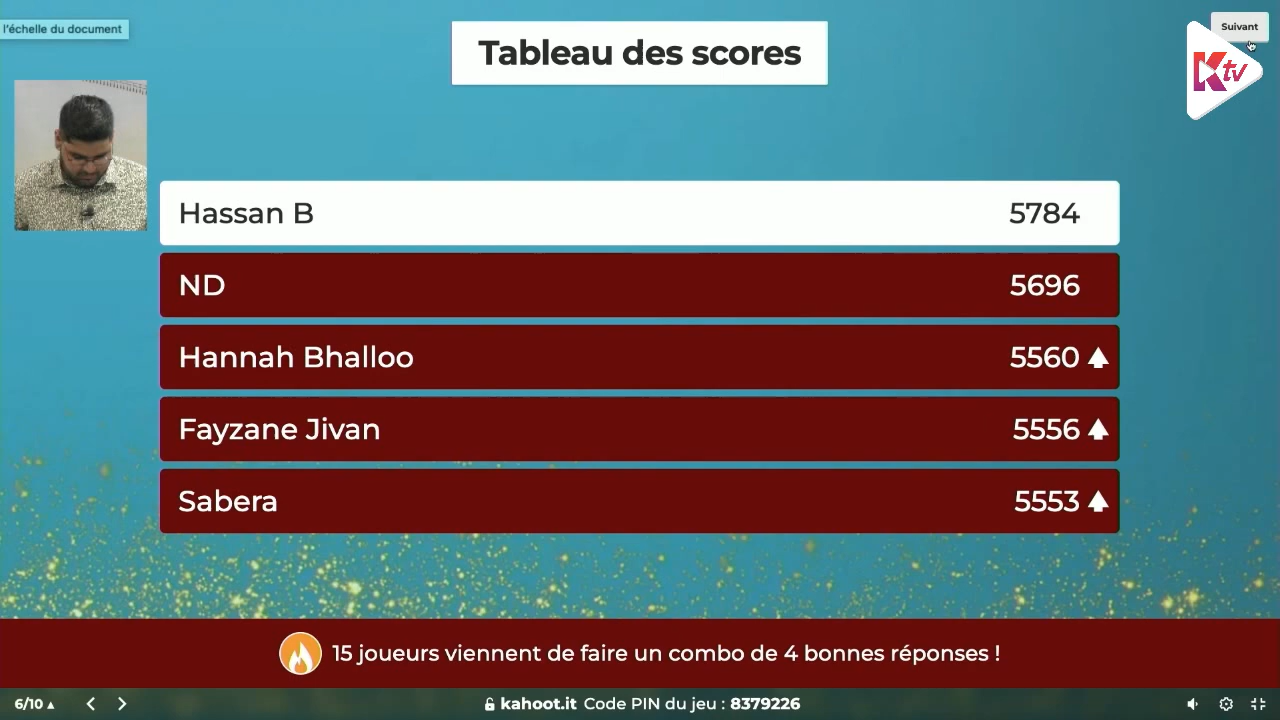 l'échelle du document
Tableau des scores
Suivant
Ktv
Hassan B 5784
ND 5696
Hannah Bhalloo 5560
Fayzane Jivan 5556
Sabera 5553
15 joueurs viennent de faire un combo de 4 bonnes réponses !
6/10 kahoot.it Code PIN du jeu : 8379226